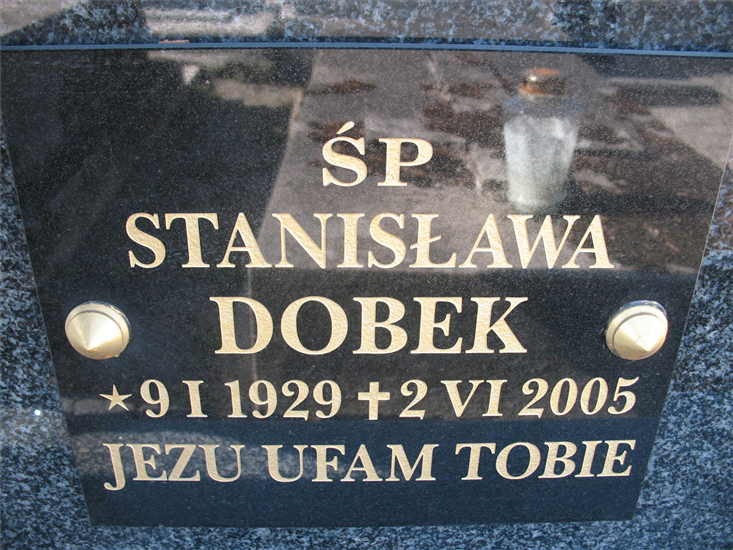 ŚP
STANISŁAWA
DOBEK
★ 9 I 1929 ✝ 2 VI 2005
JEZU UFAM TOBIE